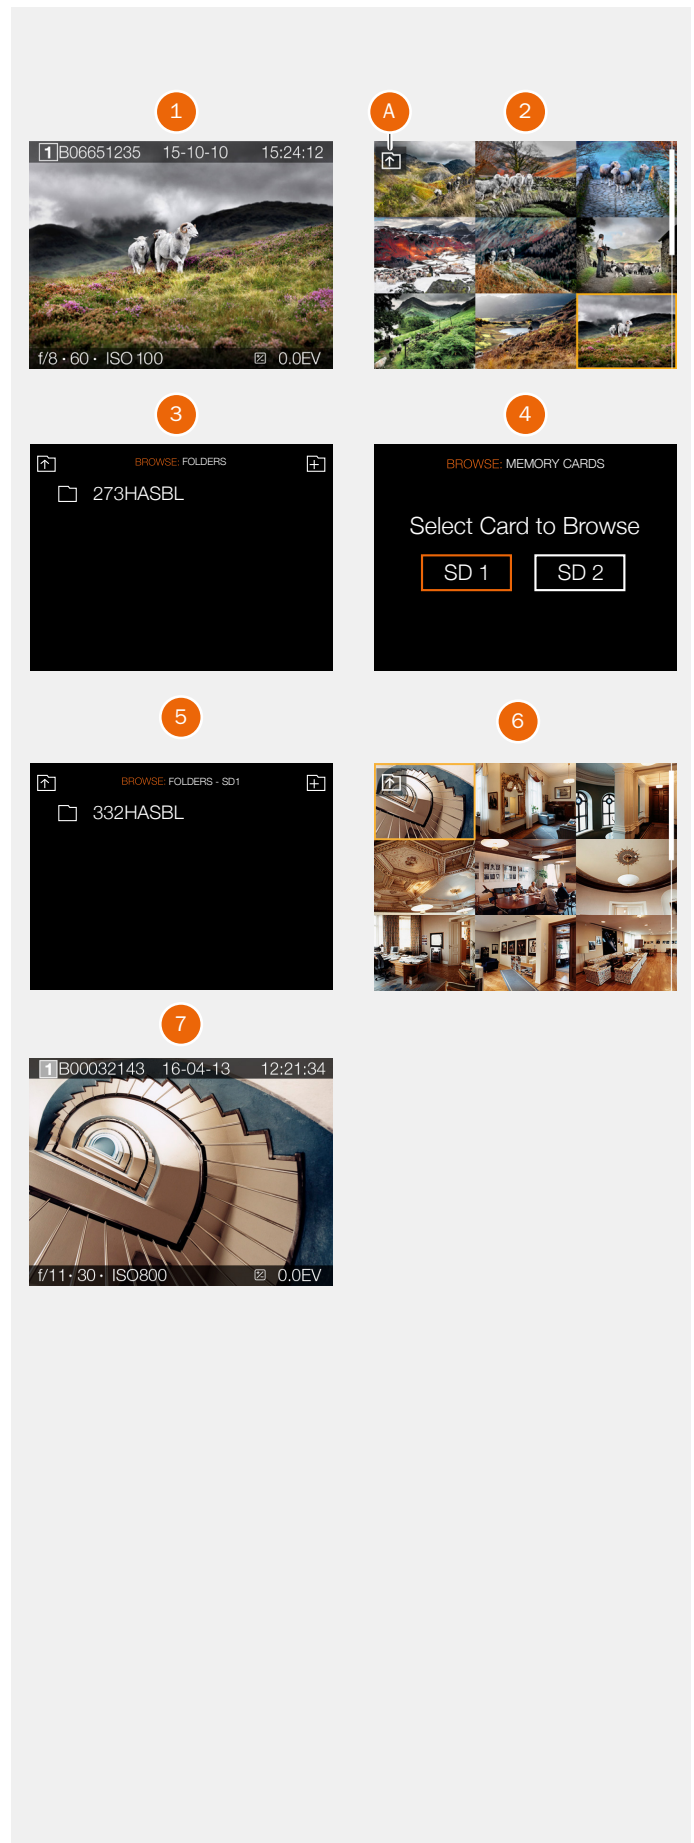 1
A
2
1 B06651235 15-10-10 15:24:12
f/8 · 60 · ISO 100 0.0EV
3
4
BROWSE: FOLDERS
273HASBL
BROWSE: MEMORY CARDS
Select Card to Browse
SD 1 SD 2
5
6
BROWSE: FOLDERS - SD1
332HASBL
7
1 B00032143 16-04-13 12:21:34
f/11 · 30 · ISO800 0.0EV